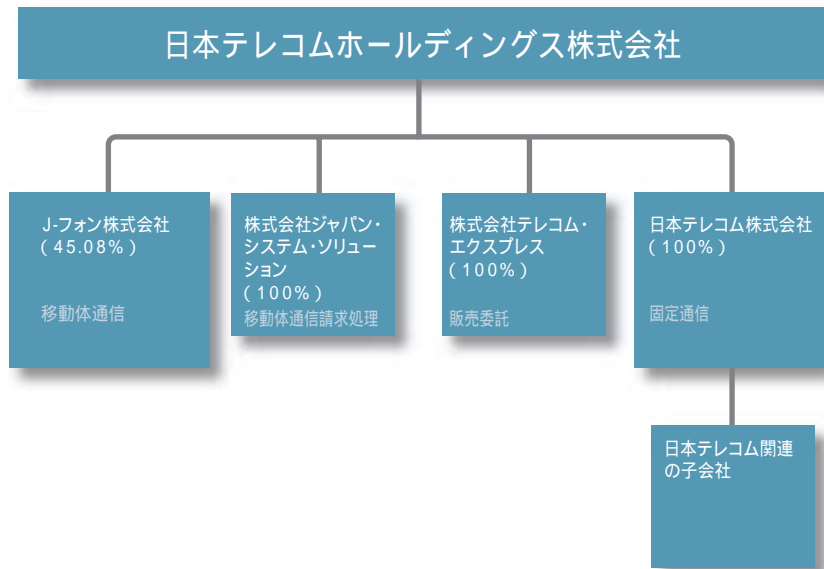 日本テレコムホールディングス株式会社
J-フォン株式会社
(45.08%)
移動体通信
株式会社ジャパン・
システム・ソリュー
ション
(100%)
移動体通信請求処理
株式会社テレコム・
エクスプレス
(100%)
販売委託
日本テレコム株式会社
(100%)
固定通信
日本テレコム関連
の子会社